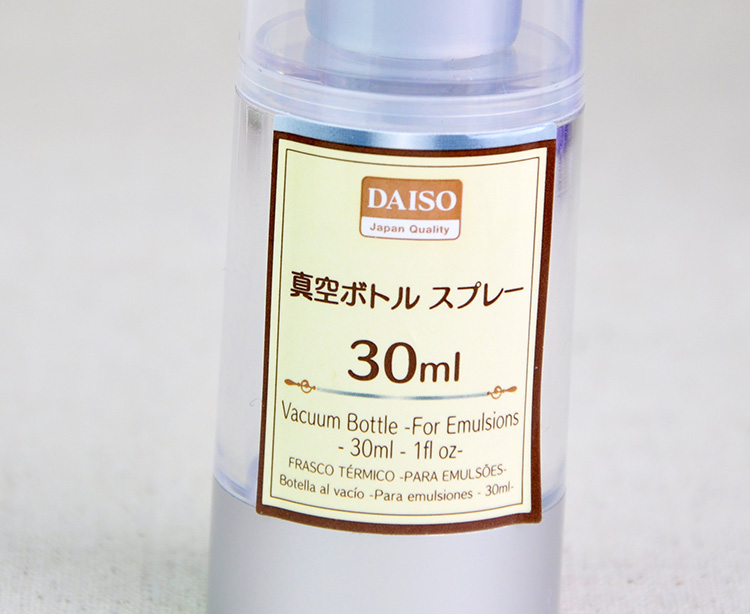 DAISO
Japan Quality
真空ボトル スプレー
30ml
Vacuum Bottle -For Emulsions
- 30ml - 1fl oz-
FRASCO TÉRMICO -PARA EMULSÕES-
Botella al vacío -Para emulsiones - 30ml-